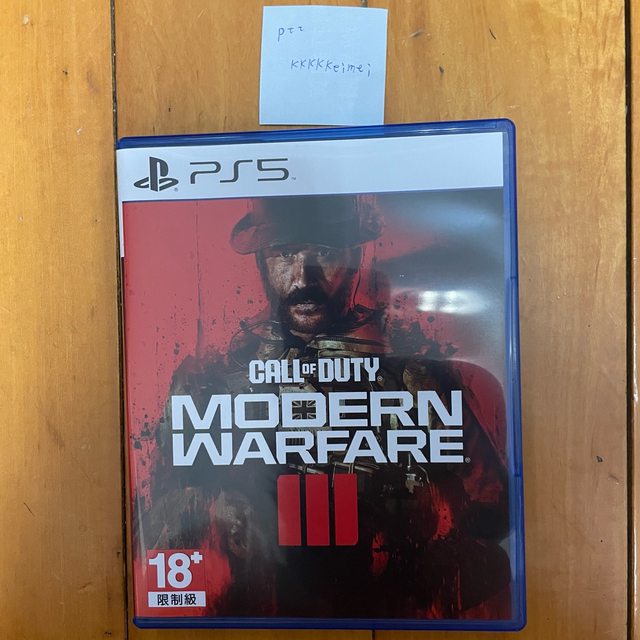 ptt
kkkkkeimei
PS5
CALL OF DUTY
MODERN
WARFARE
III
18+
限制級